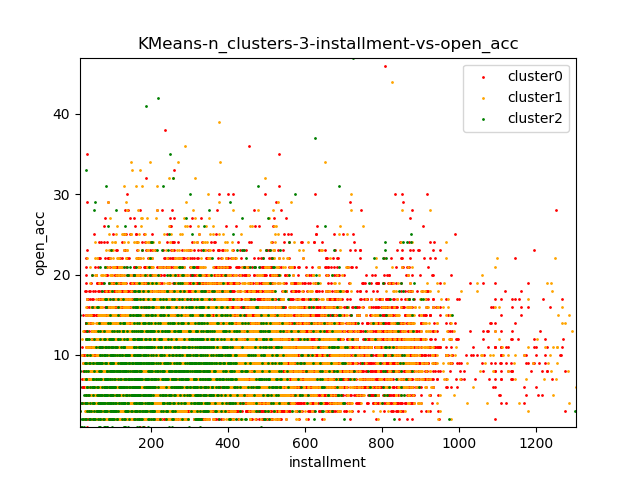 KMeans-n_clusters-3-installment-vs-open_acc
cluster0
cluster1
cluster2
40
30
20
10
open_acc
200 400 600 800 1000 1200
installment